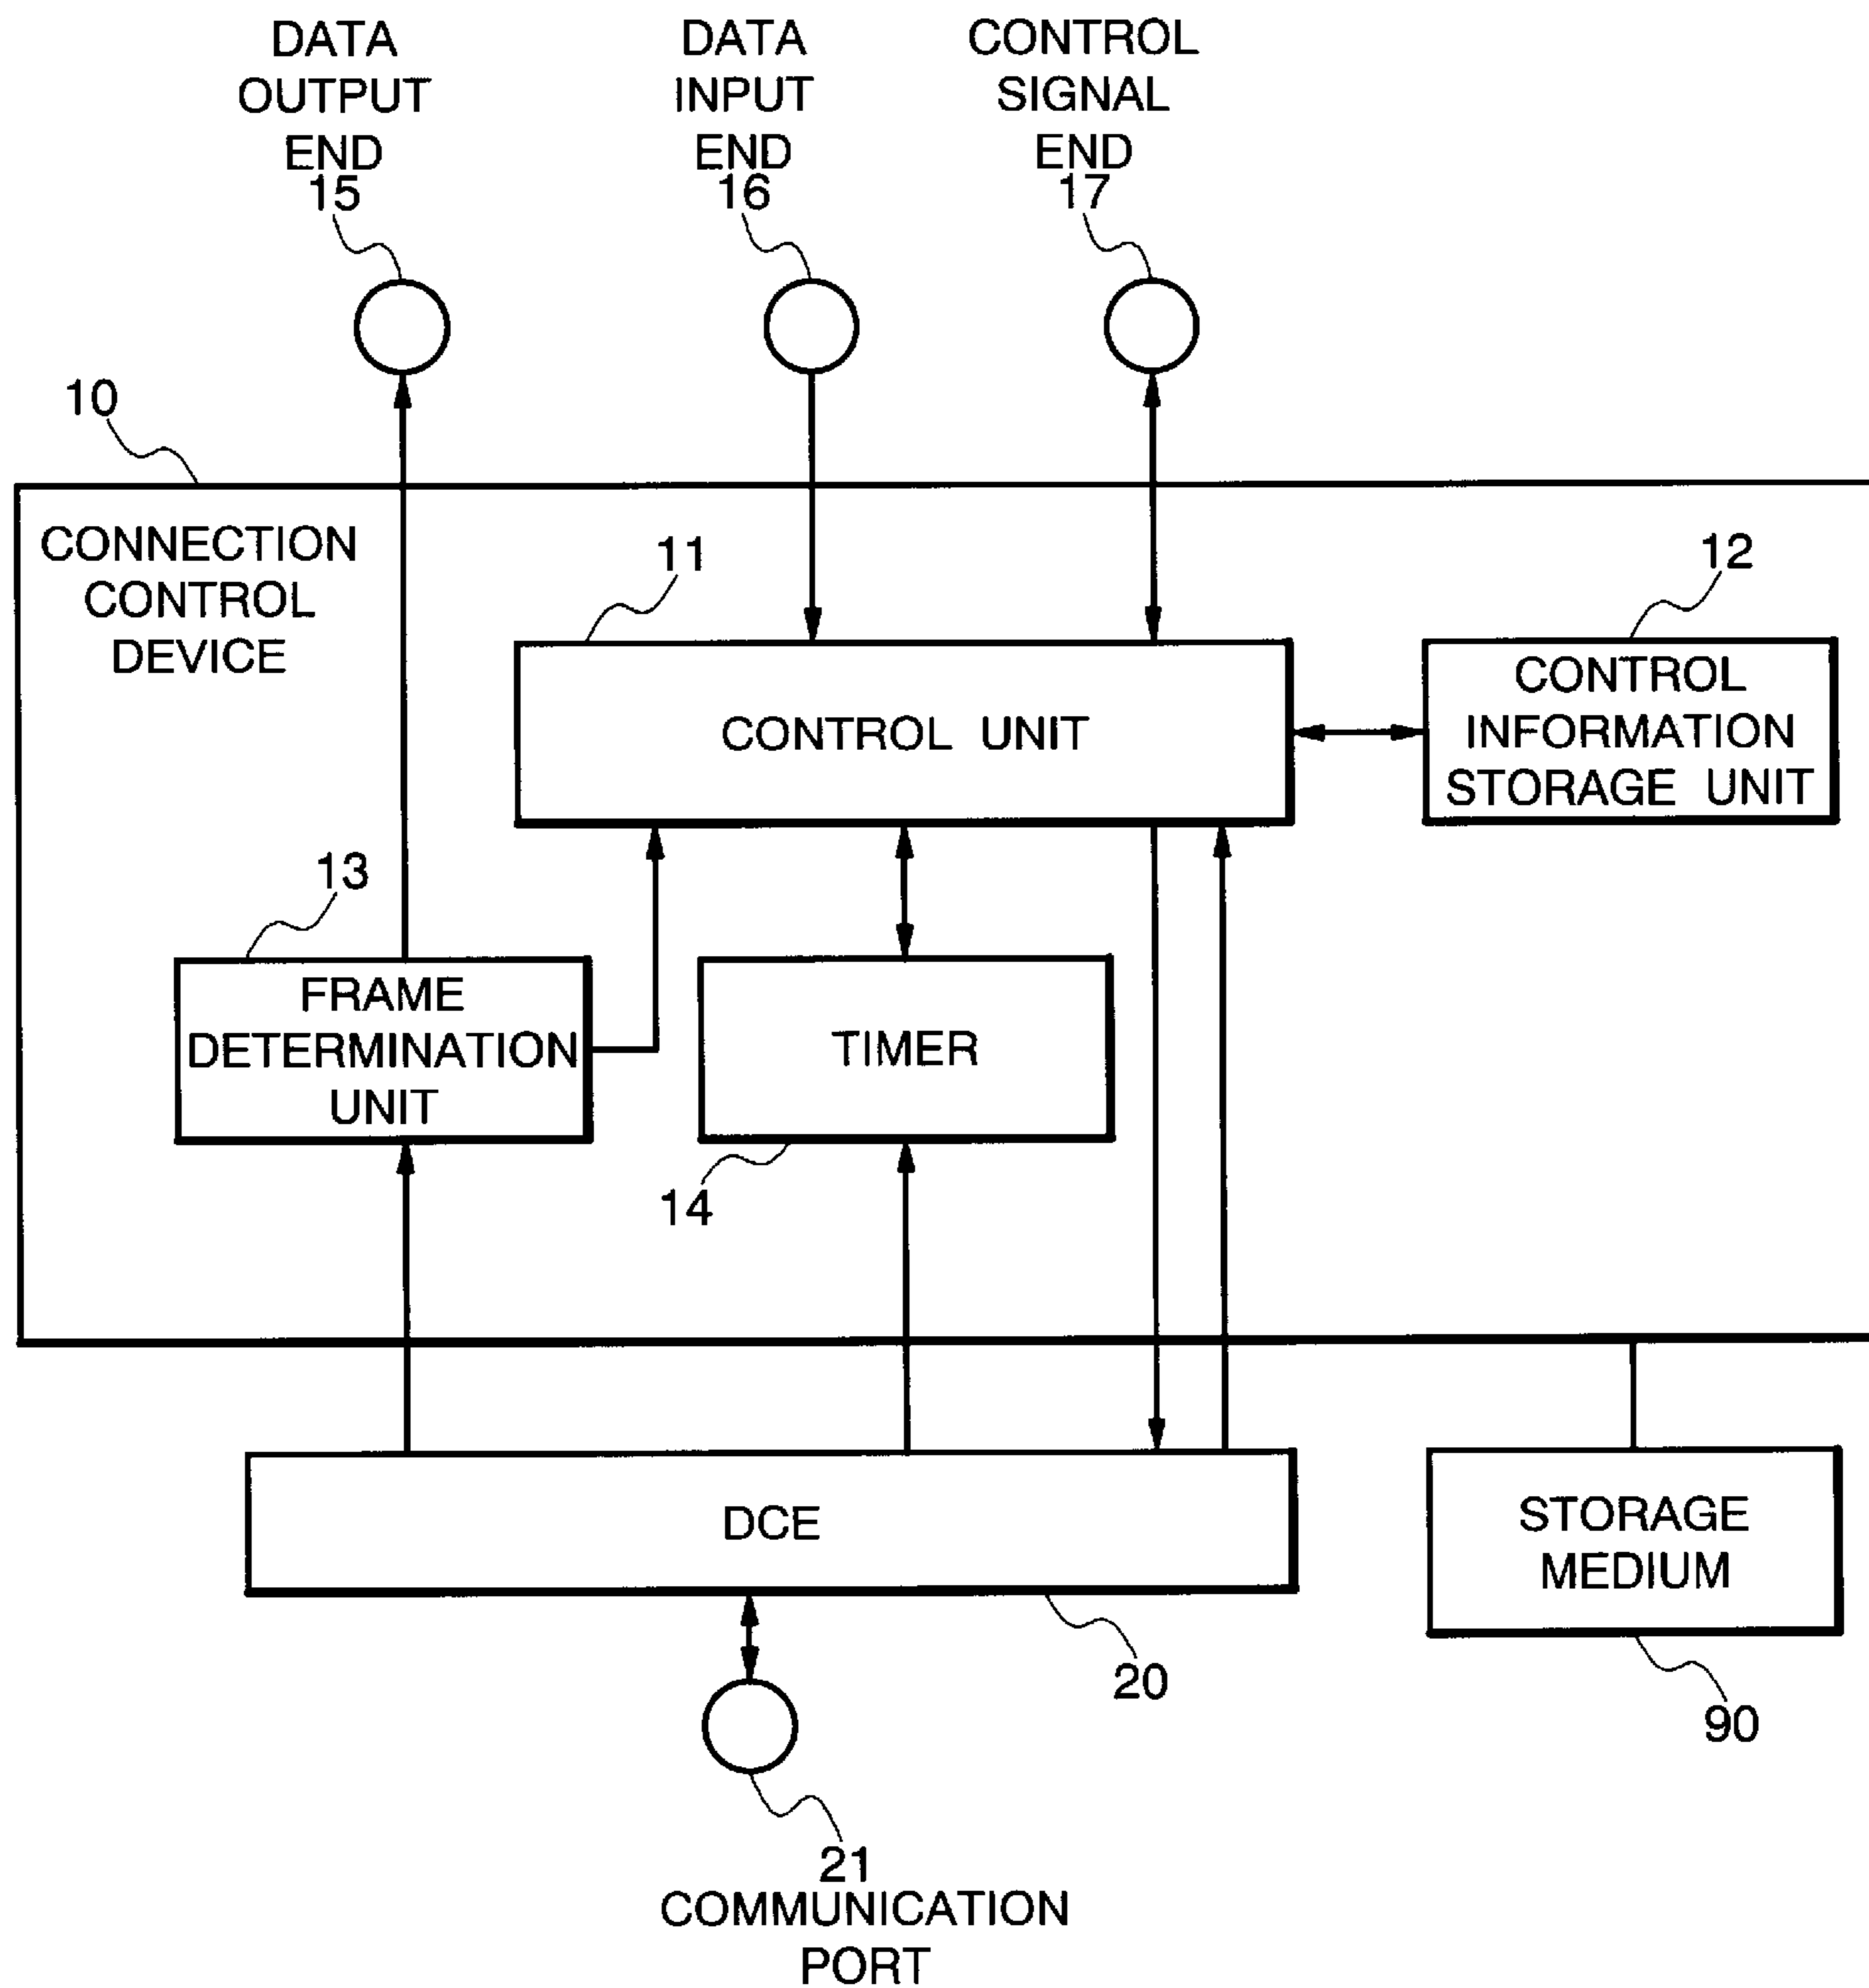 DATA
OUTPUT
END
15
DATA
INPUT
END
16
CONTROL
SIGNAL
END
17
10
CONNECTION
CONTROL
DEVICE
11
CONTROL UNIT
12
CONTROL
INFORMATION
STORAGE UNIT
13
FRAME
DETERMINATION
UNIT
TIMER
14
DCE
20
STORAGE
MEDIUM
90
21
COMMUNICATION
PORT